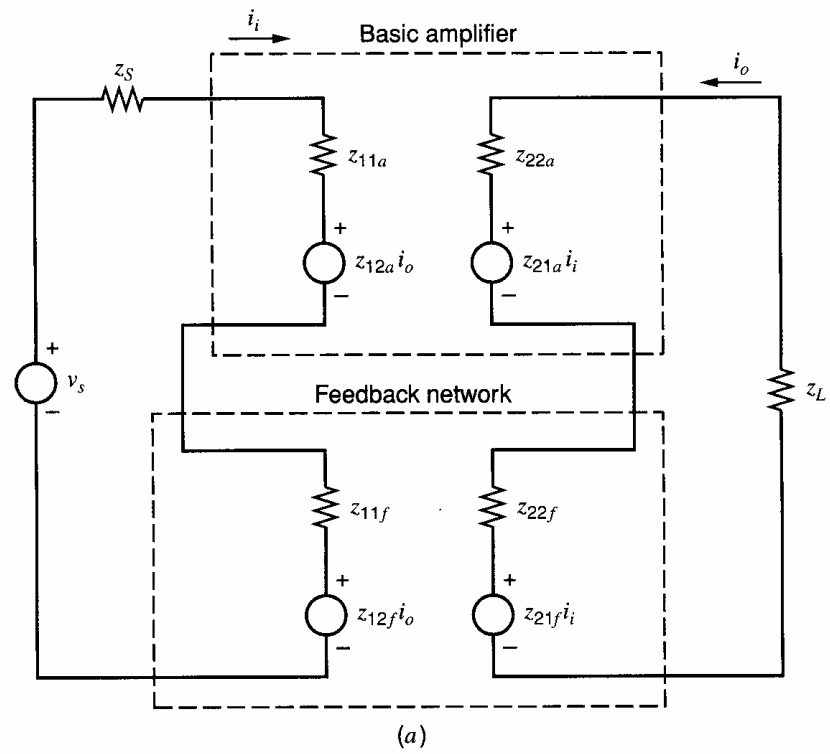 i_i
Basic amplifier
z_S
i_o
z_11a
z_22a
+
+
z_12a i_o
z_21a i_i
−
−
+
v_s
−
Feedback network
z_L
z_11f
z_22f
+
+
z_12f i_o
z_21f i_i
−
−
(a)